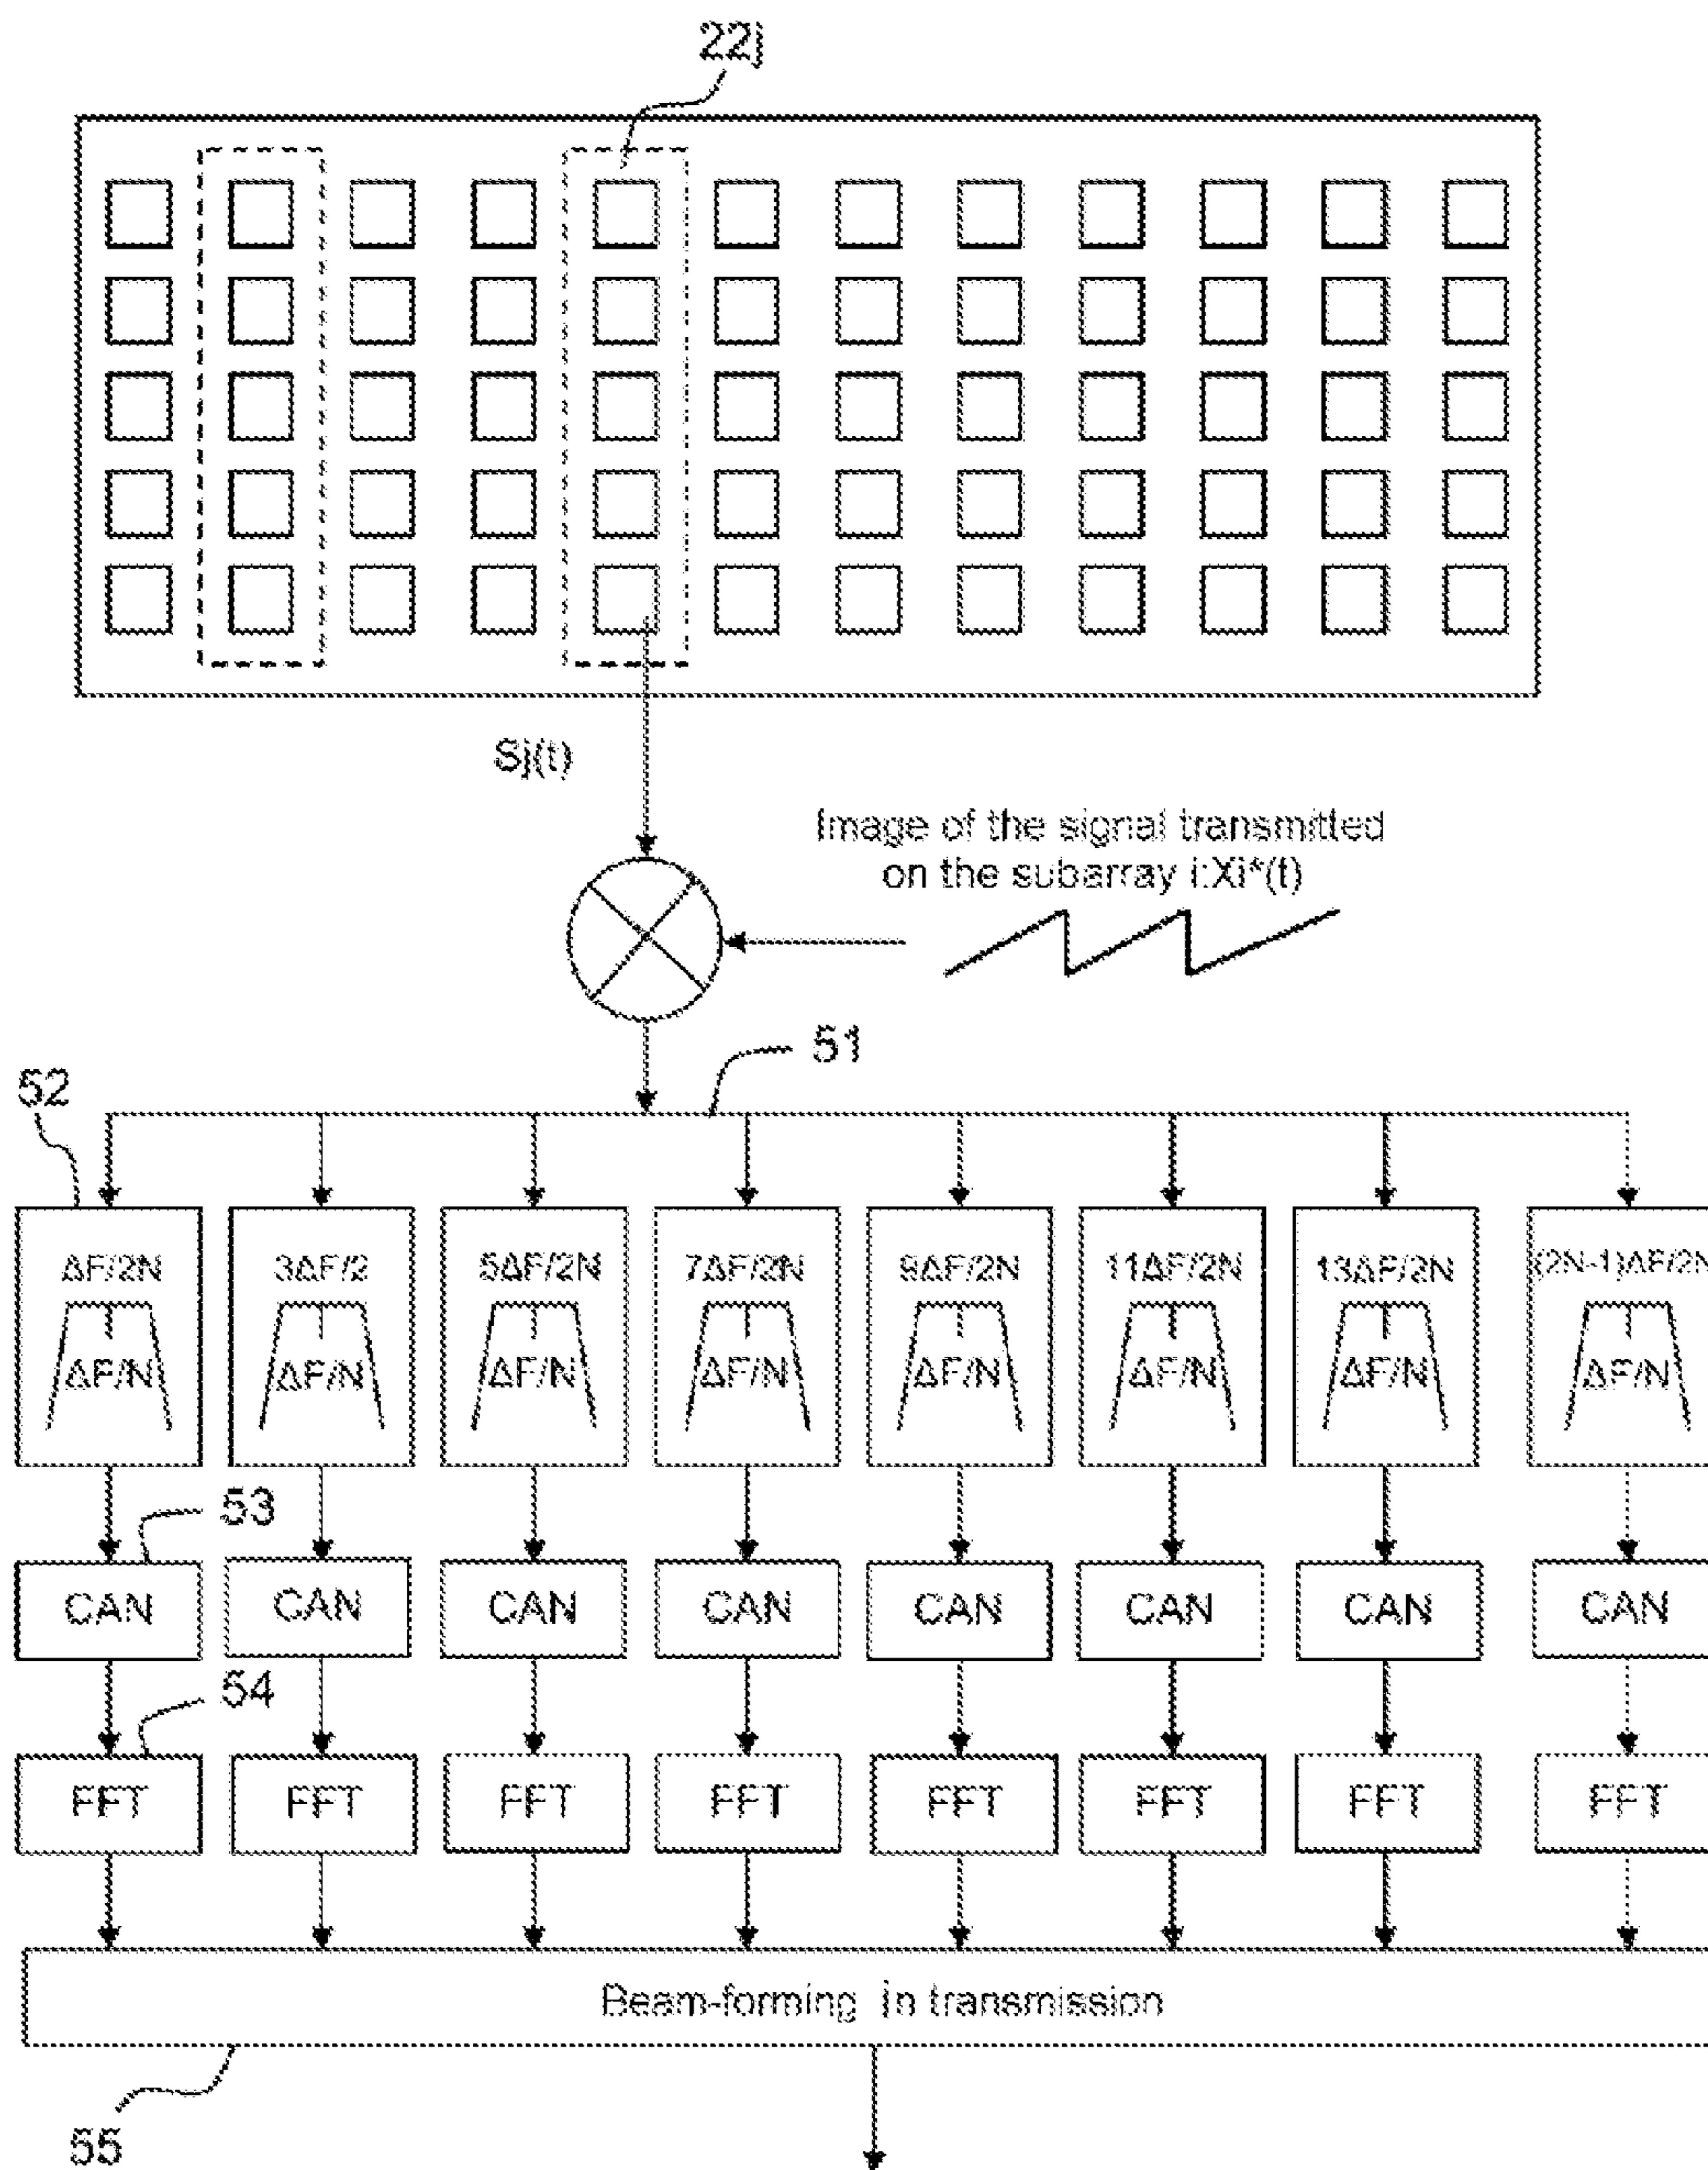 22j
Sj(t)
Image of the signal transmitted
on the subarray i:Xi*(t)
51
52
ΔF/2N 3ΔF/2 5ΔF/2N 7ΔF/2N 9ΔF/2N 11ΔF/2N 13ΔF/2N (2N-1)ΔF/2N
ΔF/N ΔF/N ΔF/N ΔF/N ΔF/N ΔF/N ΔF/N ΔF/N
53
CAN CAN CAN CAN CAN CAN CAN CAN
54
FFT FFT FFT FFT FFT FFT FFT FFT
Beam-forming in transmission
55